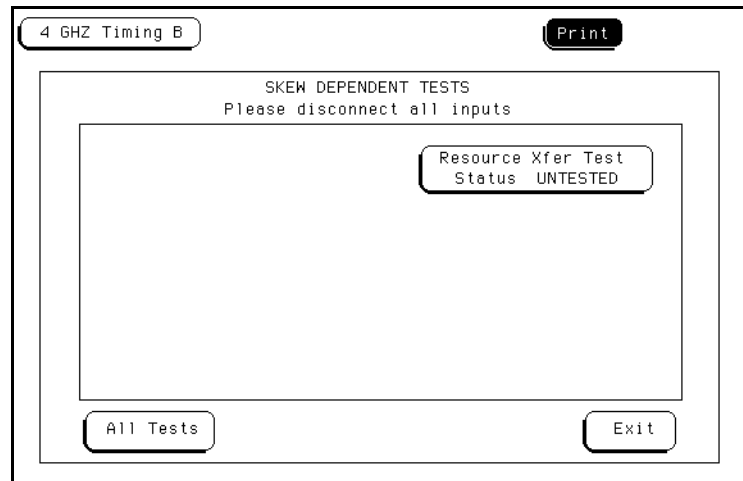 4 GHZ Timing B
Print
SKEW DEPENDENT TESTS
Please disconnect all inputs
Resource Xfer Test
Status UNTESTED
All Tests
Exit